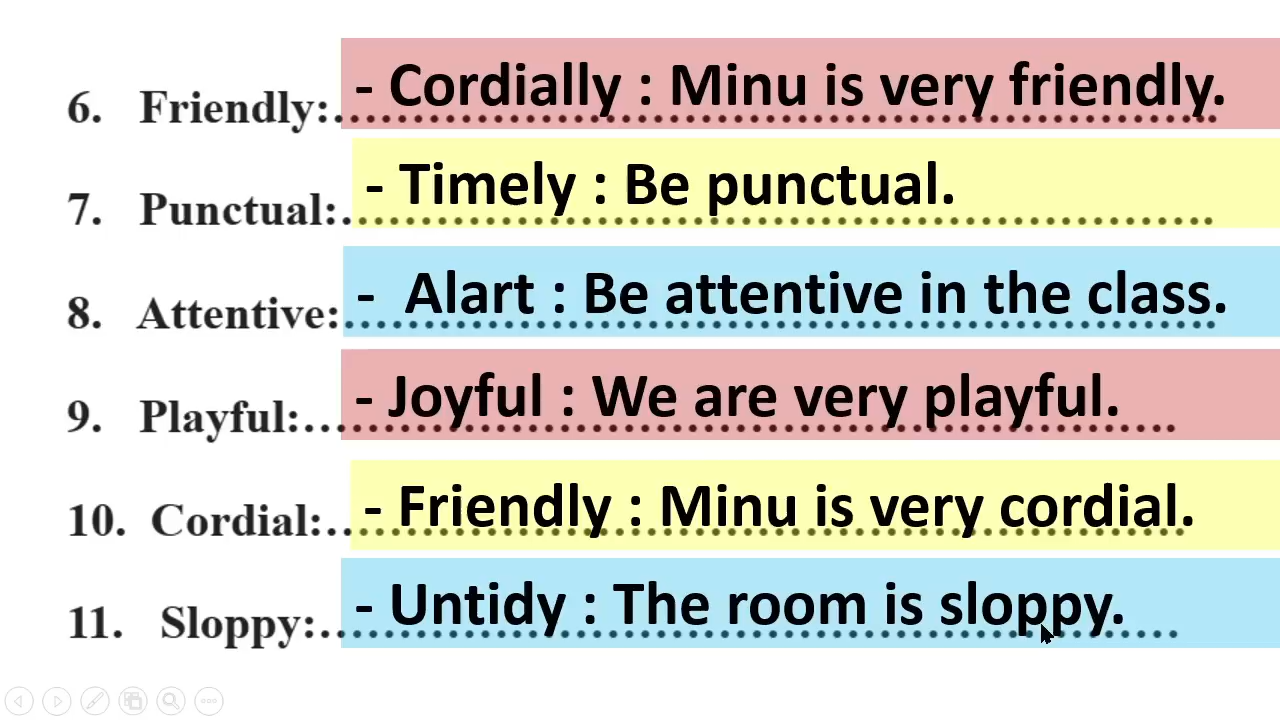 6. Friendly:.................... - Cordially : Minu is very friendly.
7. Punctual:.................... - Timely : Be punctual.
8. Attentive:.................... - Alart : Be attentive in the class.
9. Playful:.................... - Joyful : We are very playful.
10. Cordial:.................... - Friendly : Minu is very cordial.
11. Sloppy:.................... - Untidy : The room is sloppy.